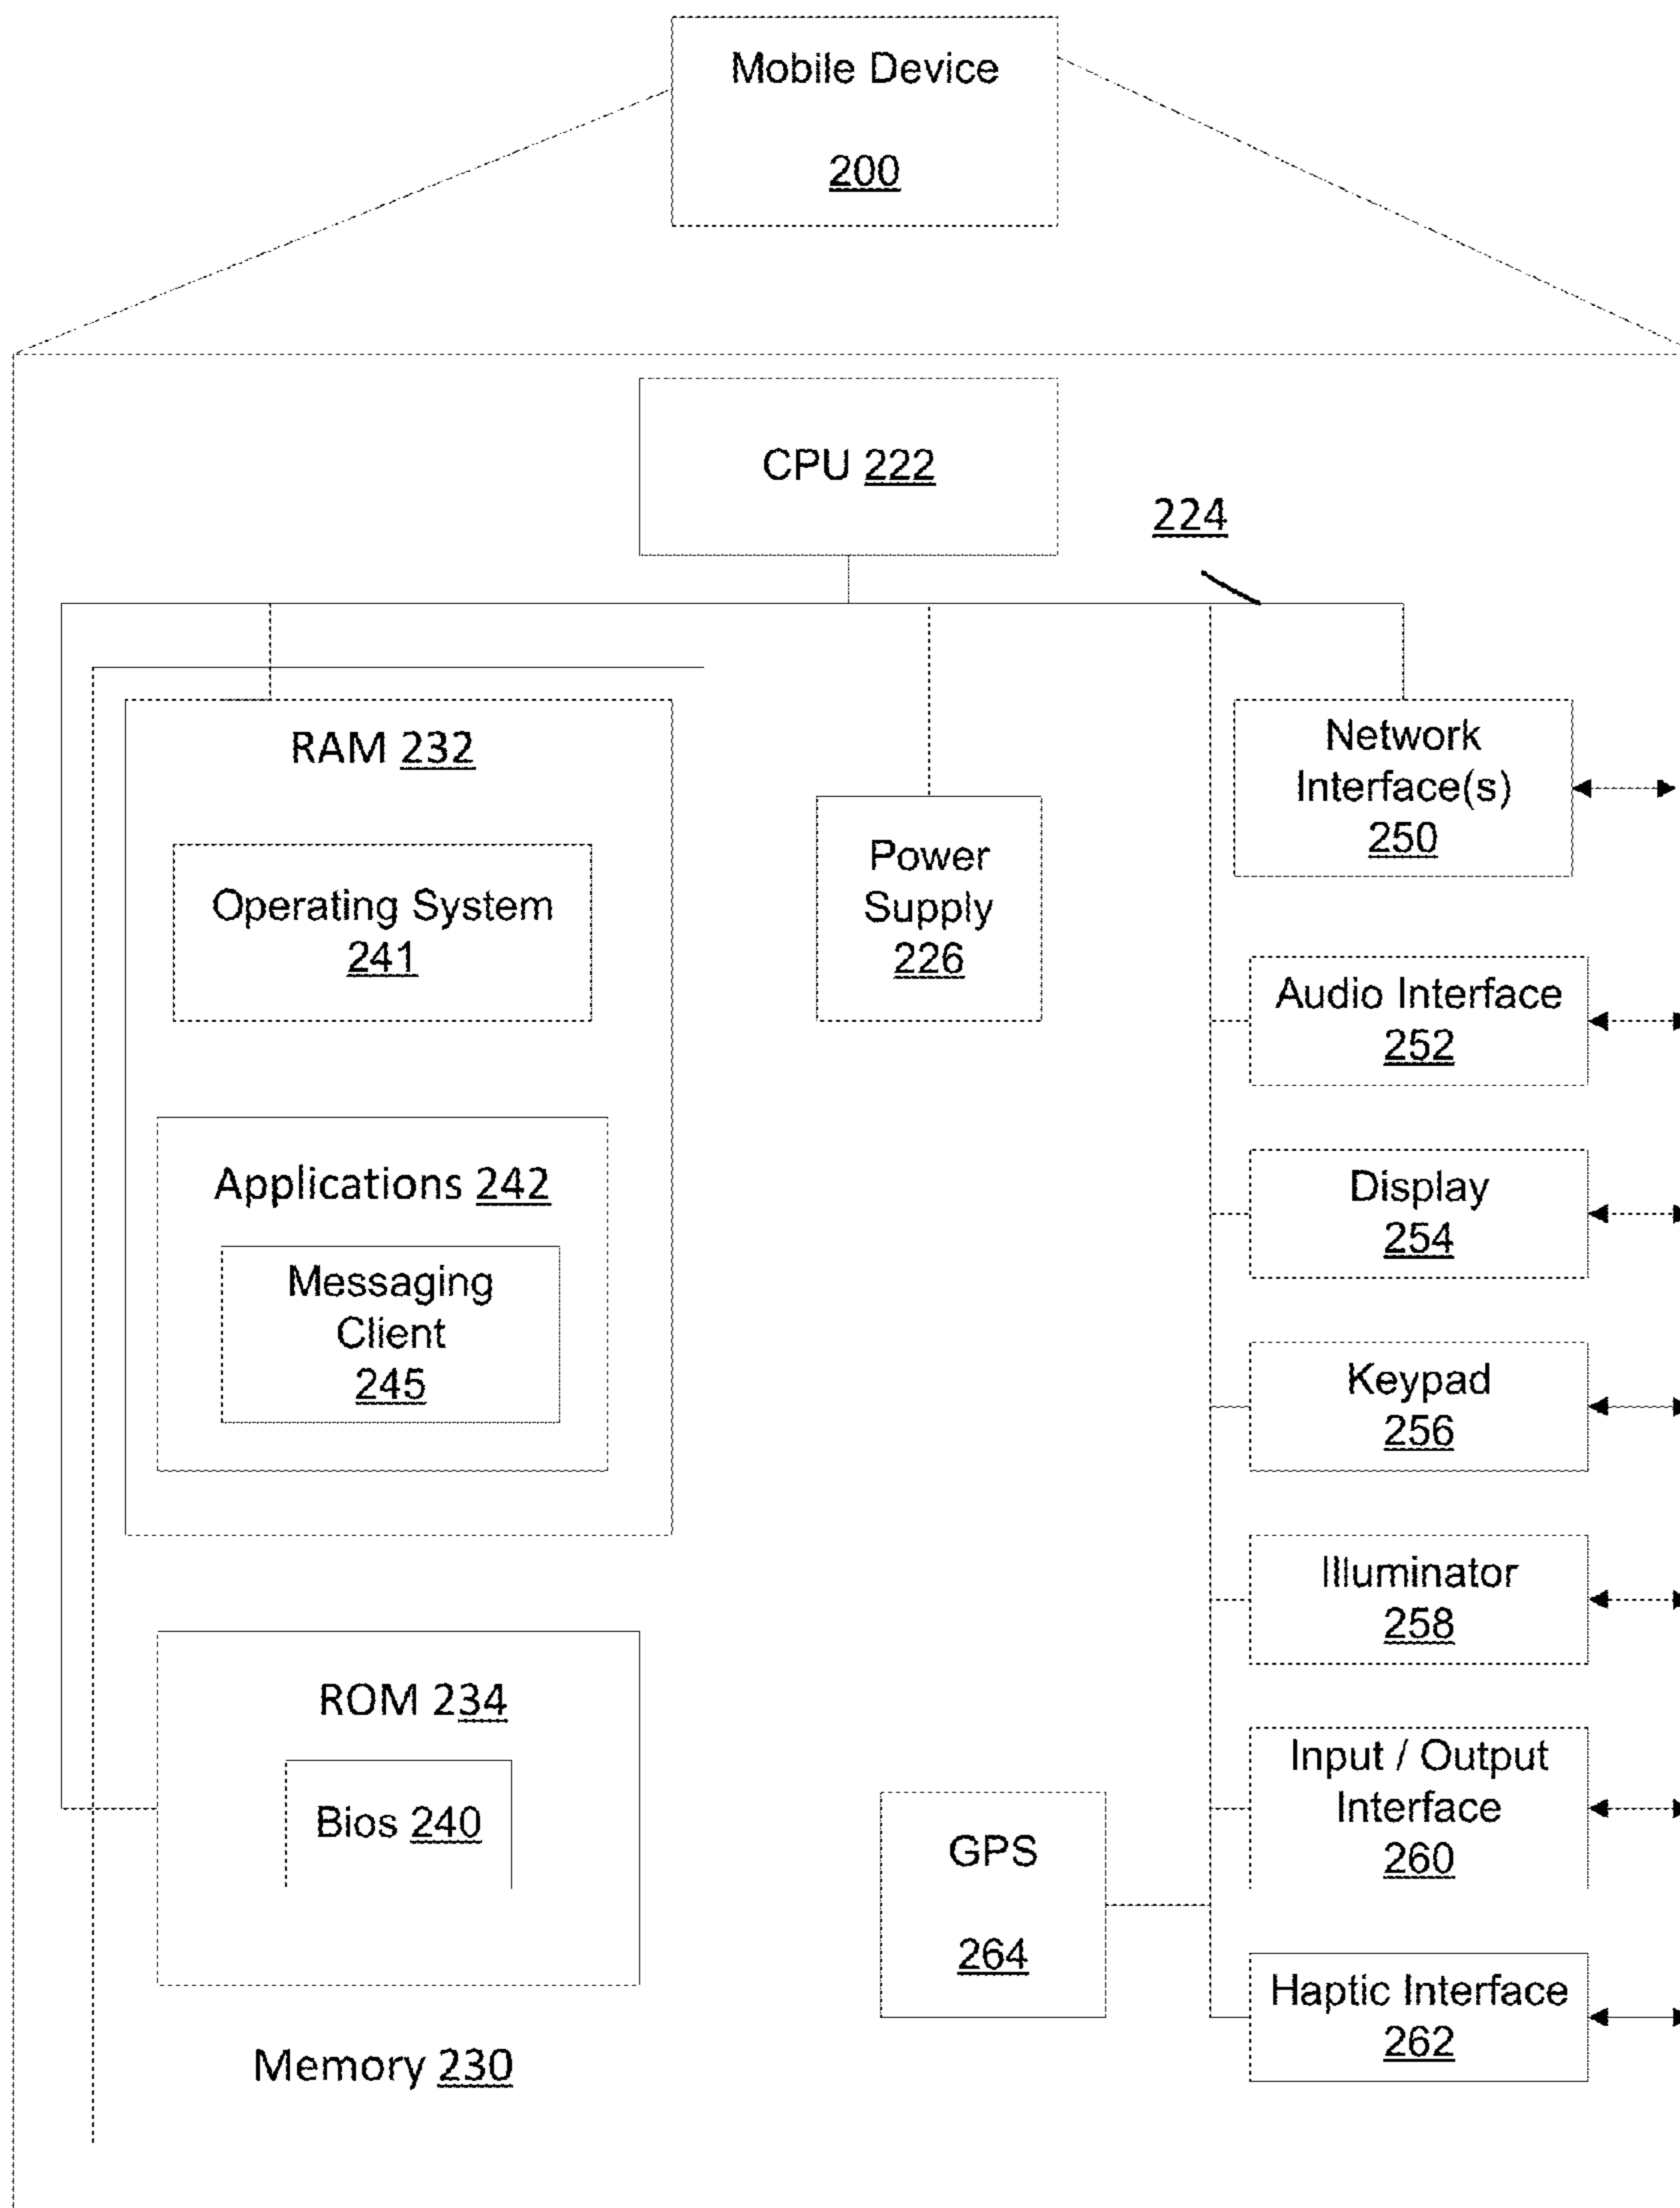 Mobile Device
200
CPU 222
224
RAM 232
Operating System
241
Applications 242
Messaging
Client
245
ROM 234
Bios 240
Memory 230
Power
Supply
226
GPS
264
Network
Interface(s)
250
Audio Interface
252
Display
254
Keypad
256
Illuminator
258
Input / Output
Interface
260
Haptic Interface
262